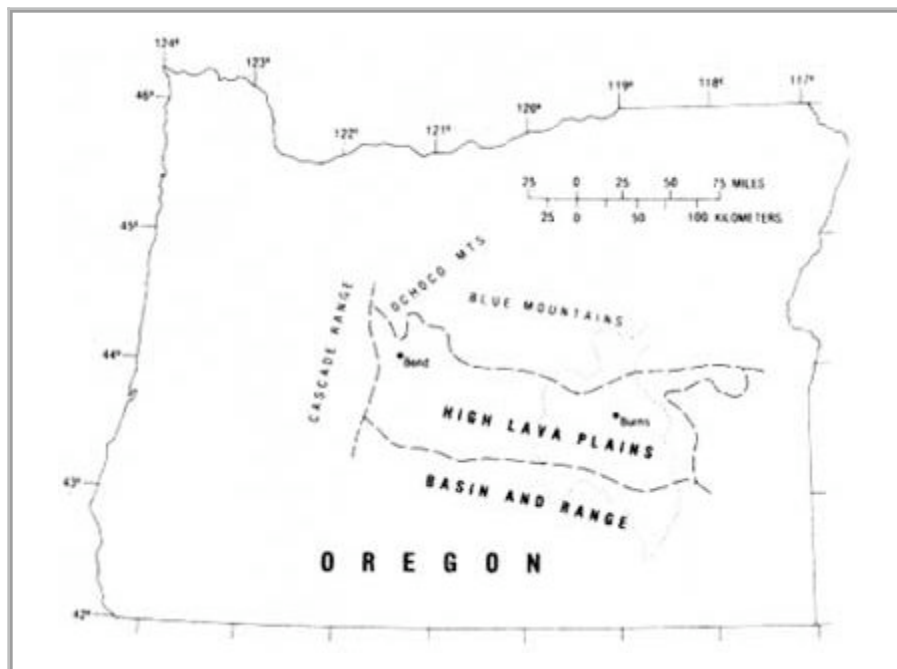 124°
123°
122°
121°
120°
119°
118°
117°
46°
25 0 25 50 75 MILES
25 0 50 100 KILOMETERS
45°
OCHOCO MTS.
BLUE MOUNTAINS
CASCADE RANGE
44°
Bend
HIGH LAVA PLAINS
Burns
43°
BASIN AND RANGE
OREGON
42°